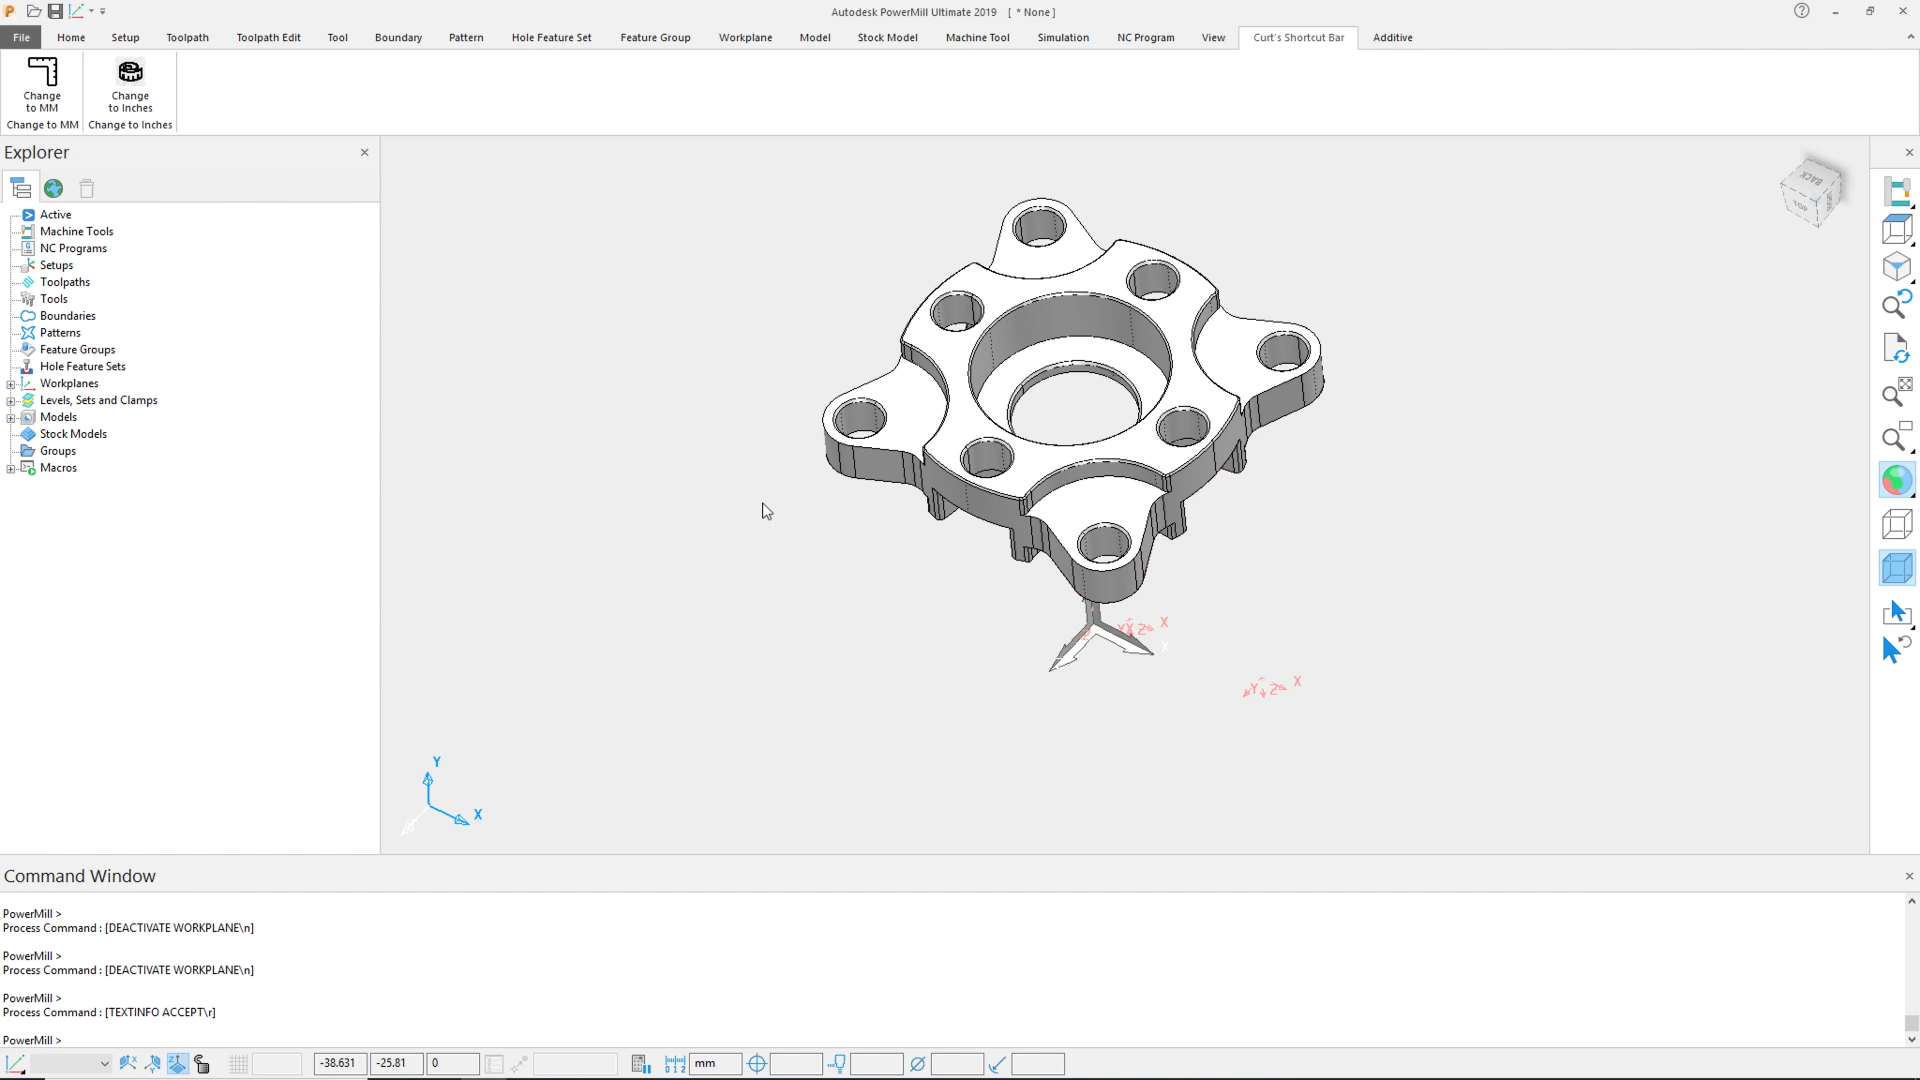 Autodesk PowerMill Ultimate 2019 [ * None ]
File Home Setup Toolpath Toolpath Edit Tool Boundary Pattern Hole Feature Set Feature Group Workplane Model Stock Model Machine Tool Simulation NC Program View Curt's Shortcut Bar Additive
Change to MM
Change to Inches
Change to MM Change to Inches
Explorer
Active
Machine Tools
NC Programs
Setups
Toolpaths
Tools
Boundaries
Patterns
Feature Groups
Hole Feature Sets
Workplanes
Levels, Sets and Clamps
Models
Stock Models
Groups
Macros
BACK
TOP
X
X
Y Z X
Y
X
Command Window
PowerMill >
Process Command : [DEACTIVATE WORKPLANE\n]
PowerMill >
Process Command : [DEACTIVATE WORKPLANE\n]
PowerMill >
Process Command : [TEXTINFO ACCEPT\r]
PowerMill >
-38.631 -25.81 0 mm